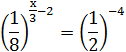 (1/8)^(x/3 − 2) = (1/2)^(−4)